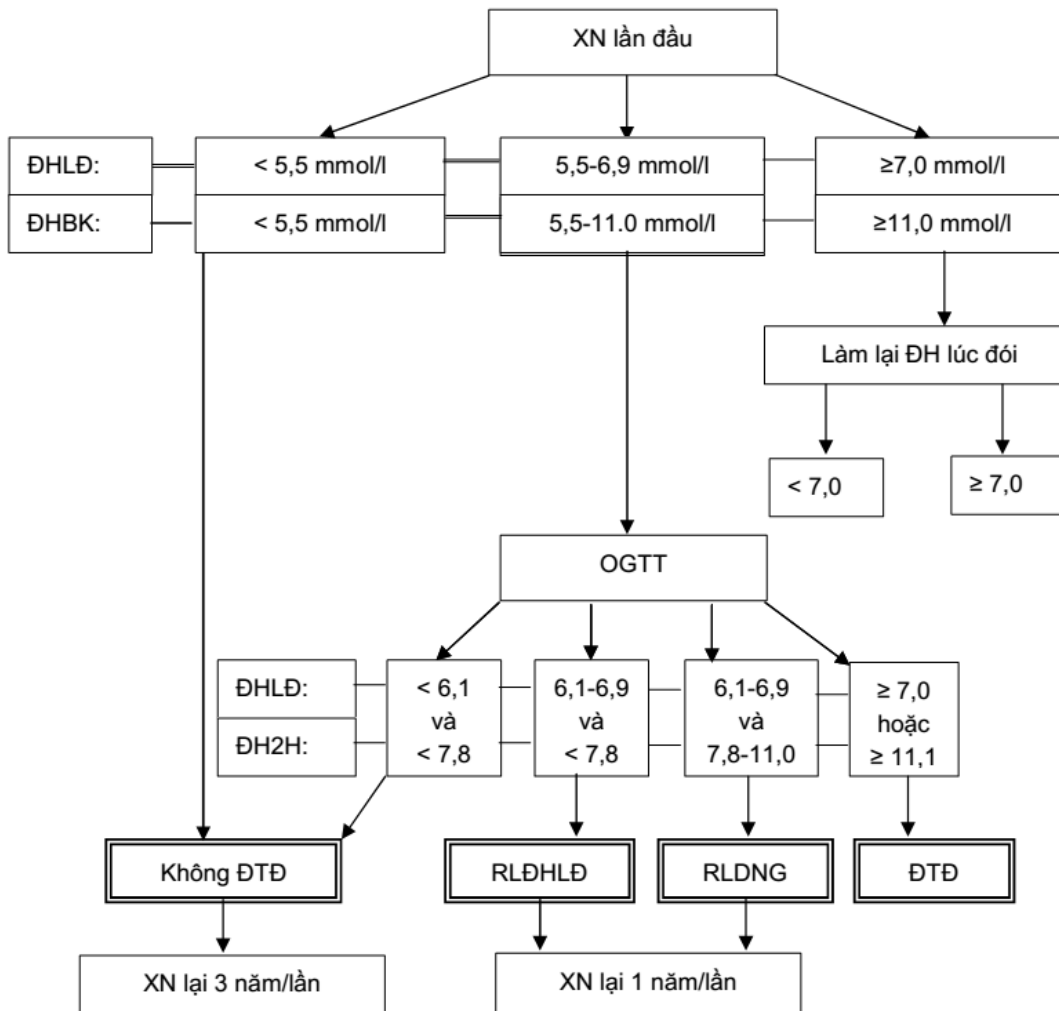 XN lần đầu
ĐHLĐ: < 5,5 mmol/l 5,5-6,9 mmol/l ≥7,0 mmol/l
ĐHBK: < 5,5 mmol/l 5,5-11.0 mmol/l ≥11,0 mmol/l
Làm lại ĐH lúc đói
< 7,0 ≥ 7,0
OGTT
ĐHLĐ: < 6,1 6,1-6,9 6,1-6,9 ≥ 7,0
và và và hoặc
ĐH2H: < 7,8 < 7,8 7,8-11,0 ≥ 11,1
Không ĐTĐ RLĐHLĐ RLDNG ĐTĐ
XN lại 3 năm/lần XN lại 1 năm/lần